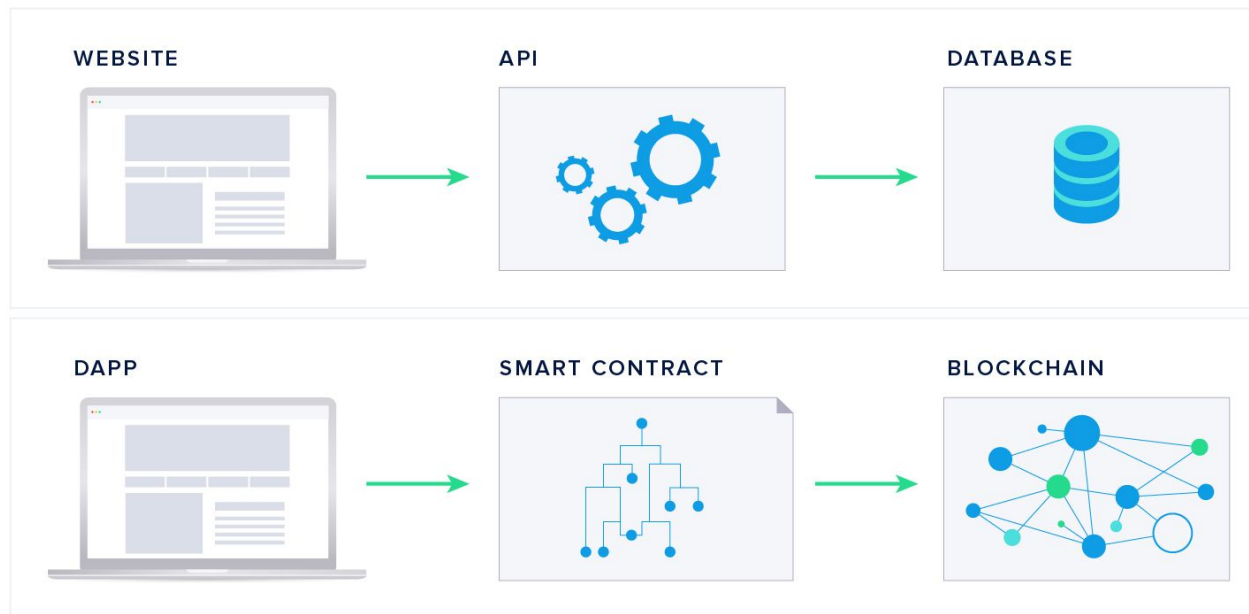 WEBSITE
API
DATABASE
DAPP
SMART CONTRACT
BLOCKCHAIN